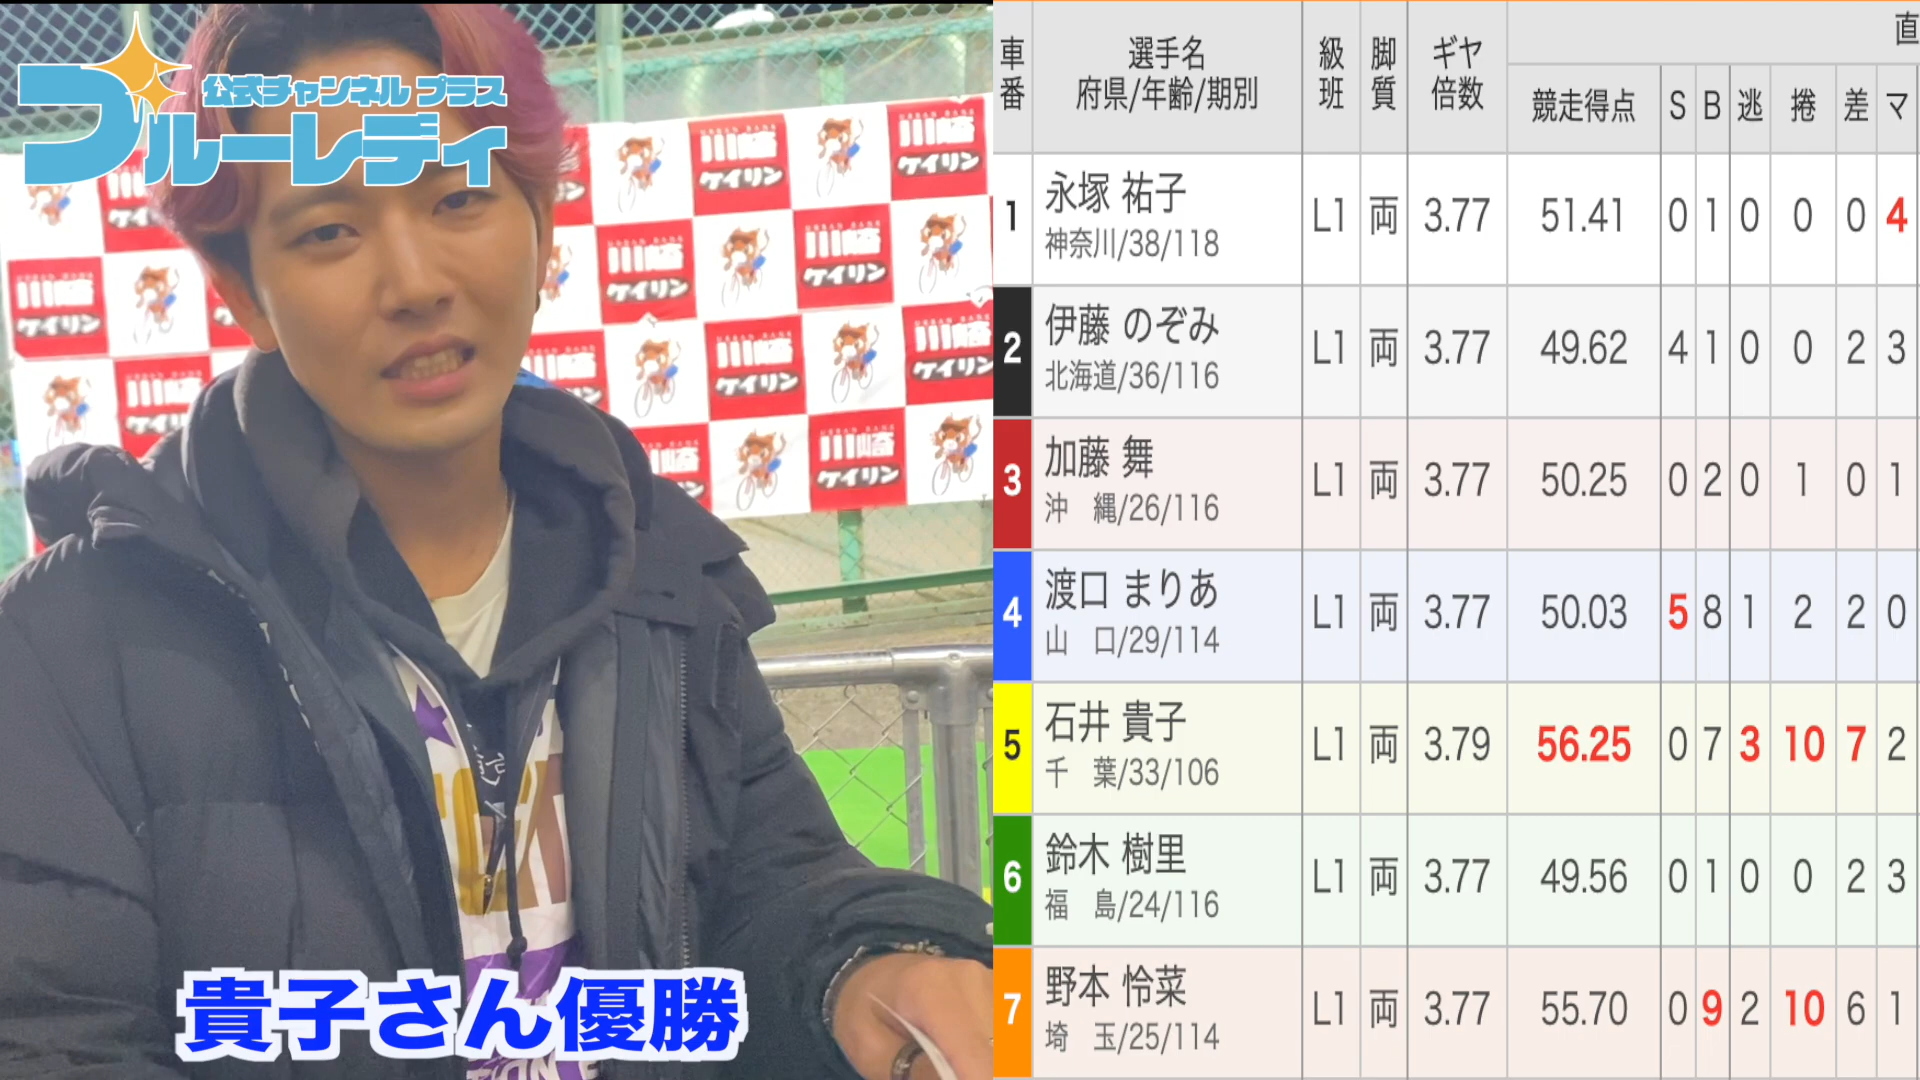 公式チャンネル プラス
ブルーレディ
川崎
ケイリン
貴子さん優勝
車番 選手名 府県/年齢/期別 級班 脚質 ギヤ倍数 直
競走得点 S B 逃 捲 差 マ
1 永塚 祐子 L1 両 3.77 51.41 0 1 0 0 0 4
神奈川/38/118
2 伊藤 のぞみ L1 両 3.77 49.62 4 1 0 0 2 3
北海道/36/116
3 加藤 舞 L1 両 3.77 50.25 0 2 0 1 0 1
沖 縄/26/116
4 渡口 まりあ L1 両 3.77 50.03 5 8 1 2 2 0
山 口/29/114
5 石井 貴子 L1 両 3.79 56.25 0 7 3 10 7 2
千 葉/33/106
6 鈴木 樹里 L1 両 3.77 49.56 0 1 0 0 2 3
福 島/24/116
7 野本 怜菜 L1 両 3.77 55.70 0 9 2 10 6 1
埼 玉/25/114